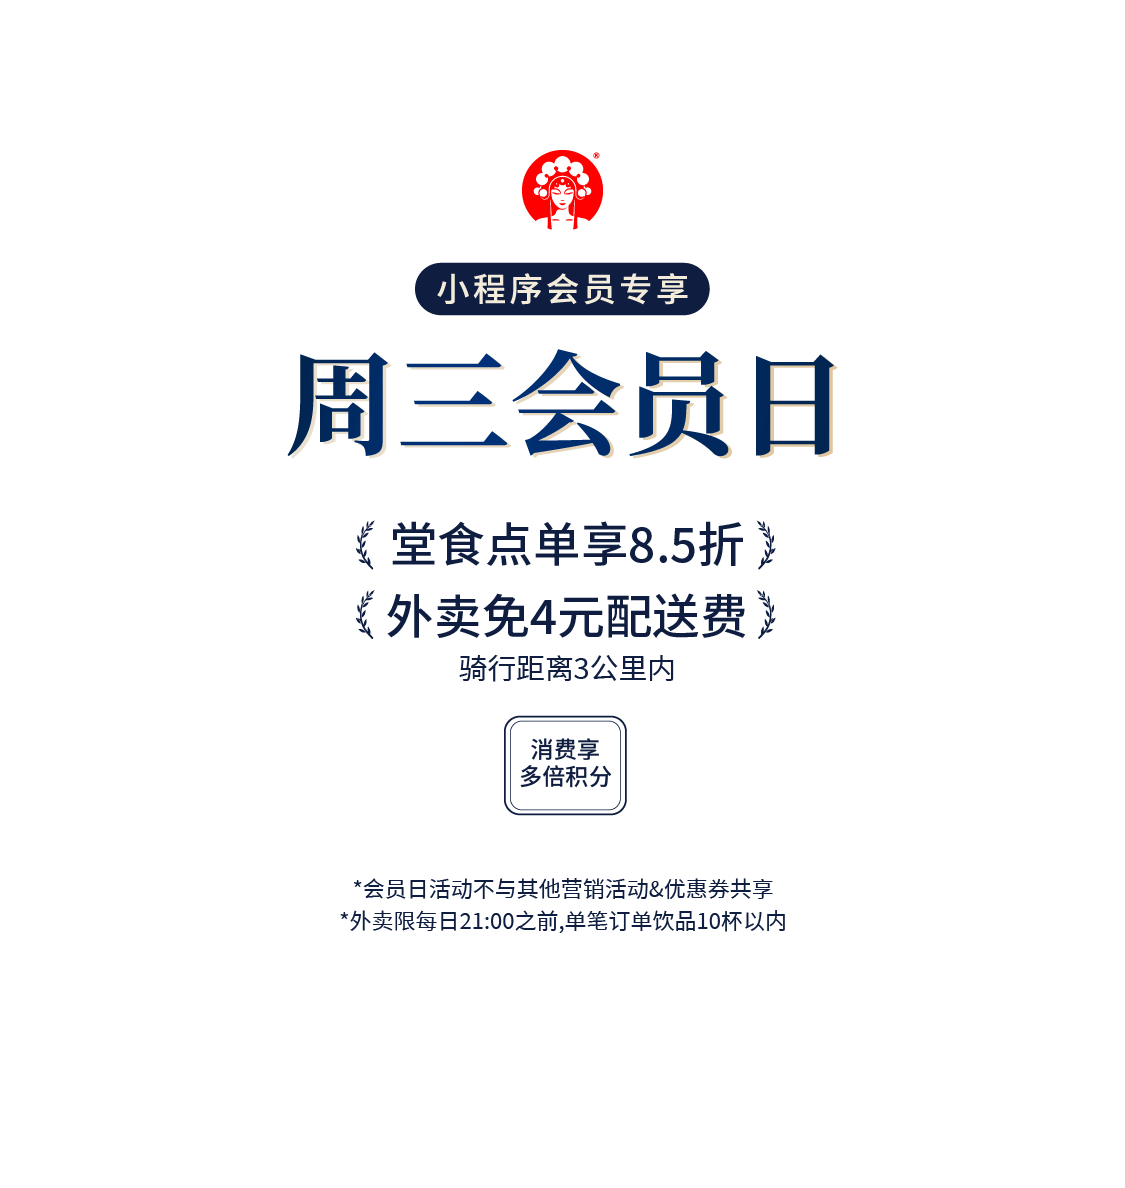 ®
小程序会员专享
周三会员日
堂食点单享8.5折
外卖免4元配送费
骑行距离3公里内
消费享
多倍积分
*会员日活动不与其他营销活动&优惠券共享
*外卖限每日21:00之前,单笔订单饮品10杯以内